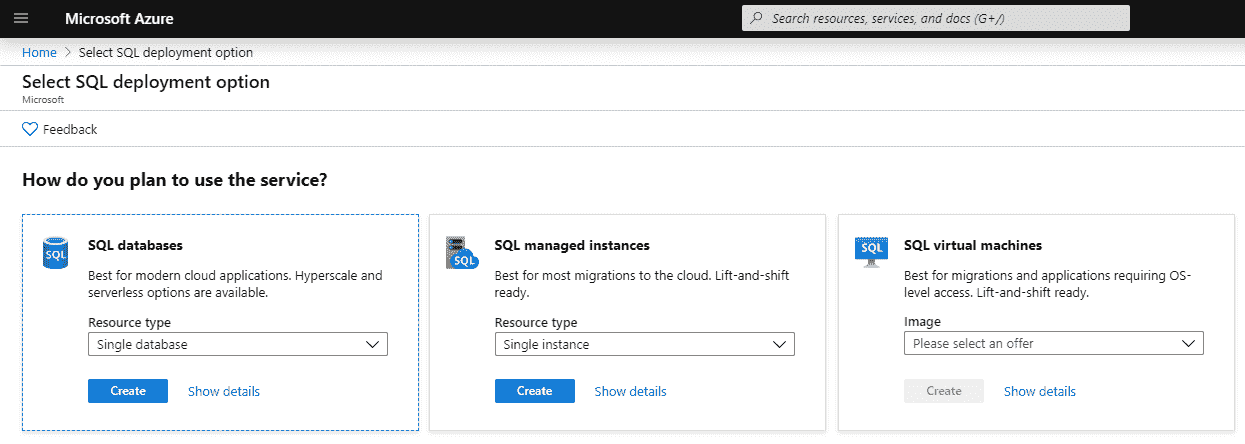 Microsoft Azure
Search resources, services, and docs (G+/)
Home > Select SQL deployment option
Select SQL deployment option
Microsoft
Feedback
How do you plan to use the service?
SQL
SQL databases
Best for modern cloud applications. Hyperscale and
serverless options are available.
Resource type
Single database
Create
Show details
SQL
SQL managed instances
Best for most migrations to the cloud. Lift-and-shift
ready.
Resource type
Single instance
Create
Show details
SQL
SQL virtual machines
Best for migrations and applications requiring OS-
level access. Lift-and-shift ready.
Image
Please select an offer
Create
Show details